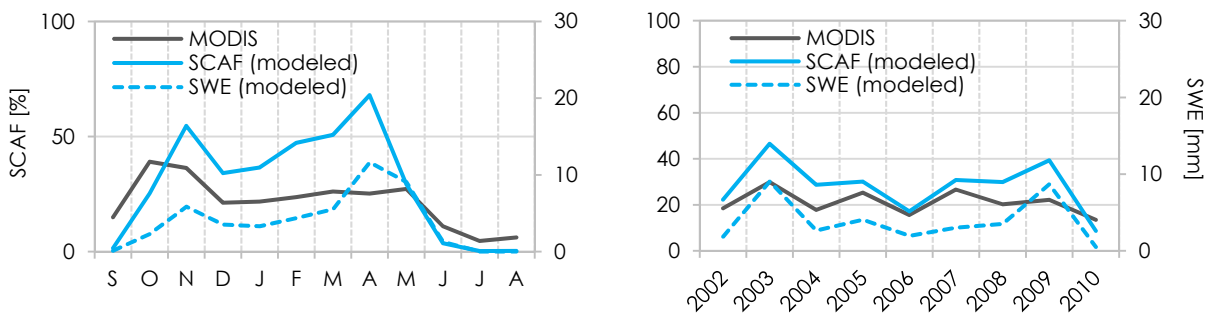 SCAF [%]
100
50
0
MODIS
SCAF (modeled)
SWE (modeled)
30
20
10
0
S O N D J F M A M J J A
100
80
60
40
20
0
MODIS
SCAF (modeled)
SWE (modeled)
30
20
10
0
SWE [mm]
2002 2003 2004 2005 2006 2007 2008 2009 2010